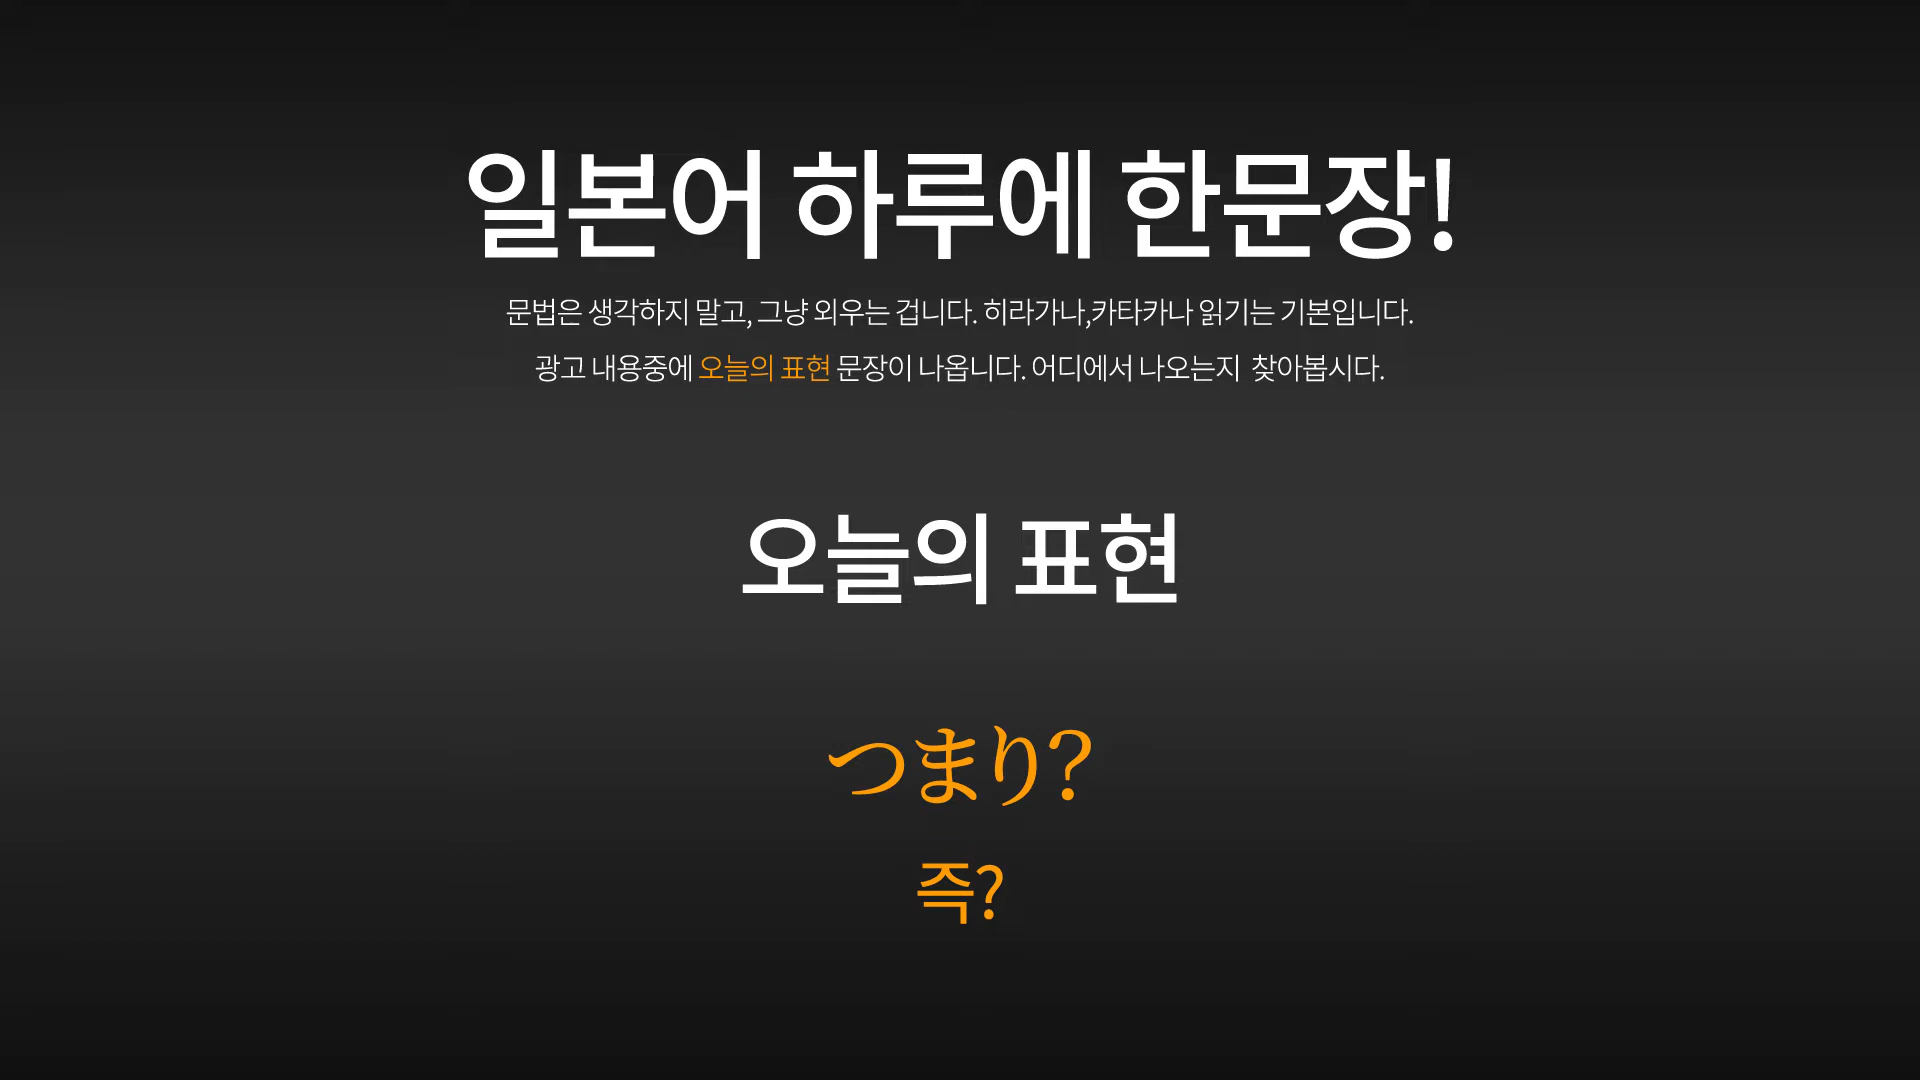 일본어 하루에 한문장!
문법은 생각하지 말고, 그냥 외우는 겁니다. 히라가나,카타카나 읽기는 기본입니다.
광고 내용중에 오늘의 표현 문장이 나옵니다. 어디에서 나오는지 찾아봅시다.
오늘의 표현
つまり?
즉?